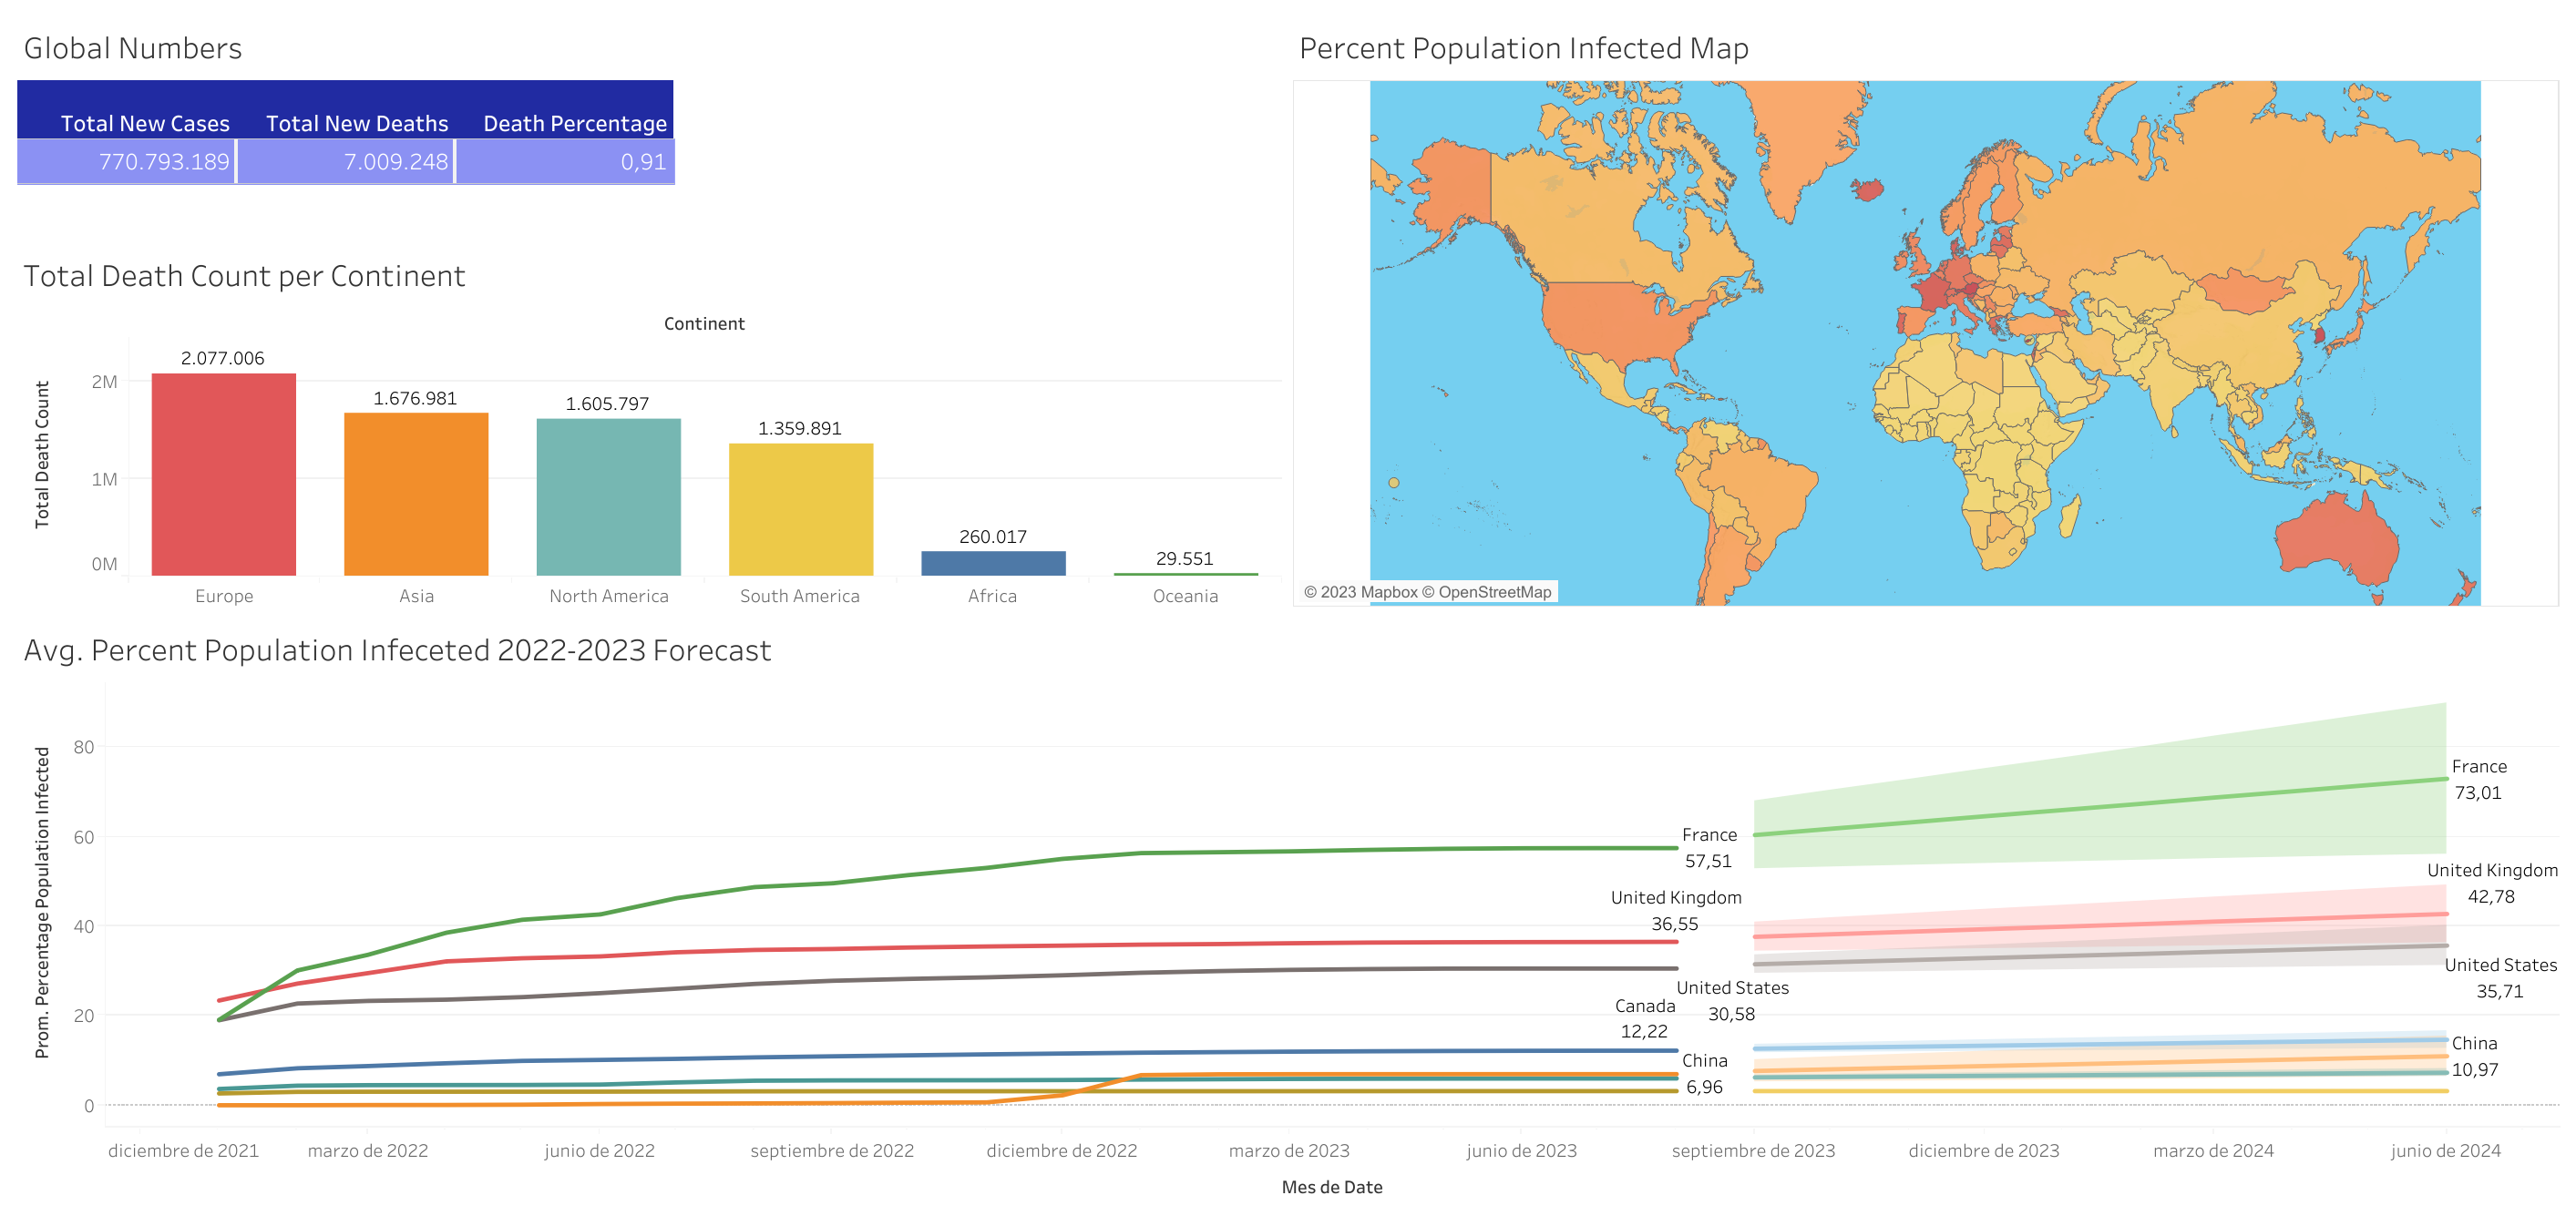 Global Numbers
Total New Cases Total New Deaths Death Percentage
770.793.189 7.009.248 0,91
Total Death Count per Continent
Continent
Total Death Count
2M
1M
0M
2.077.006
1.676.981
1.605.797
1.359.891
260.017
29.551
Europe Asia North America South America Africa Oceania
Percent Population Infected Map
© 2023 Mapbox © OpenStreetMap
Avg. Percent Population Infeceted 2022-2023 Forecast
Prom. Percentage Population Infected
80
60
40
20
0
France
57,51
United Kingdom
36,55
United States
30,58
Canada
12,22
China
6,96
France
73,01
United Kingdom
42,78
United States
35,71
China
10,97
diciembre de 2021 marzo de 2022 junio de 2022 septiembre de 2022 diciembre de 2022 marzo de 2023 junio de 2023 septiembre de 2023 diciembre de 2023 marzo de 2024 junio de 2024
Mes de Date